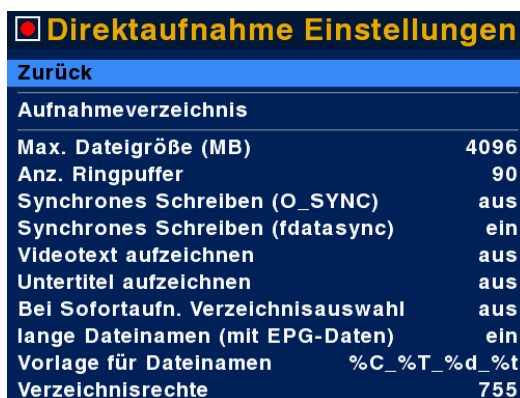 Direktaufnahme Einstellungen
Zurück
Aufnahmeverzeichnis
Max. Dateigröße (MB) 4096
Anz. Ringpuffer 90
Synchrones Schreiben (O_SYNC) aus
Synchrones Schreiben (fdatasync) ein
Videotext aufzeichnen aus
Untertitel aufzeichnen aus
Bei Sofortaufn. Verzeichnisauswahl aus
lange Dateinamen (mit EPG-Daten) ein
Vorlage für Dateinamen %C_%T_%d_%t
Verzeichnisrechte 755